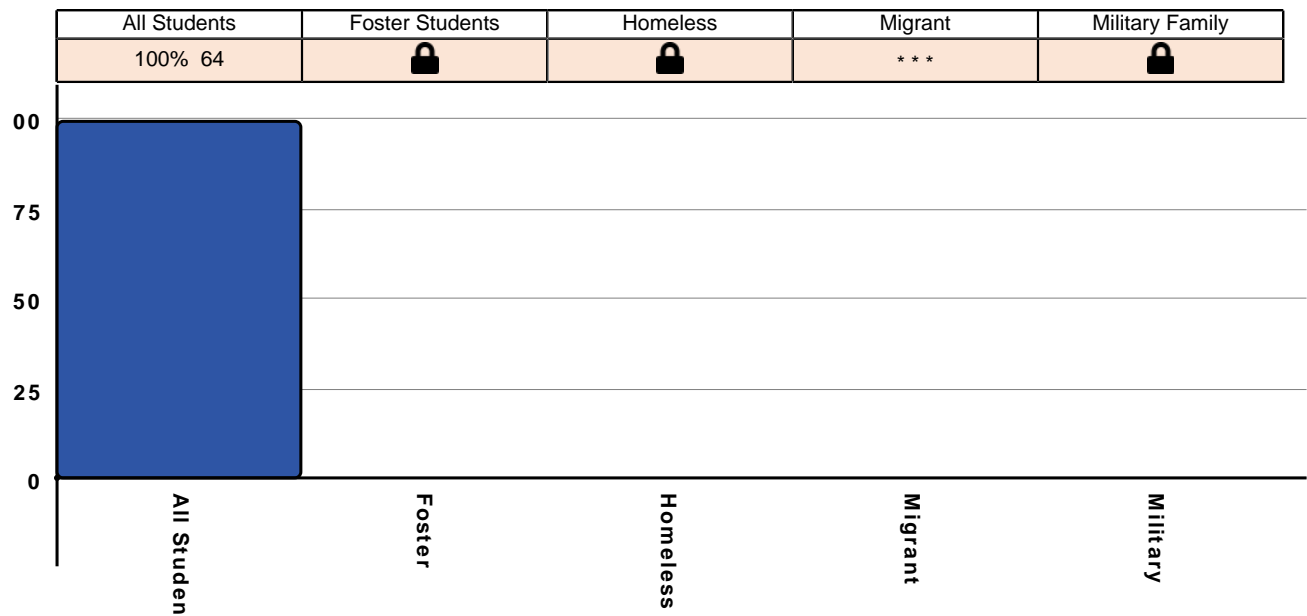 All Students Foster Students Homeless Migrant Military Family
100% 64 * * *
00
75
50
25
0
All Studen
Foster
Homeless
Migrant
Military